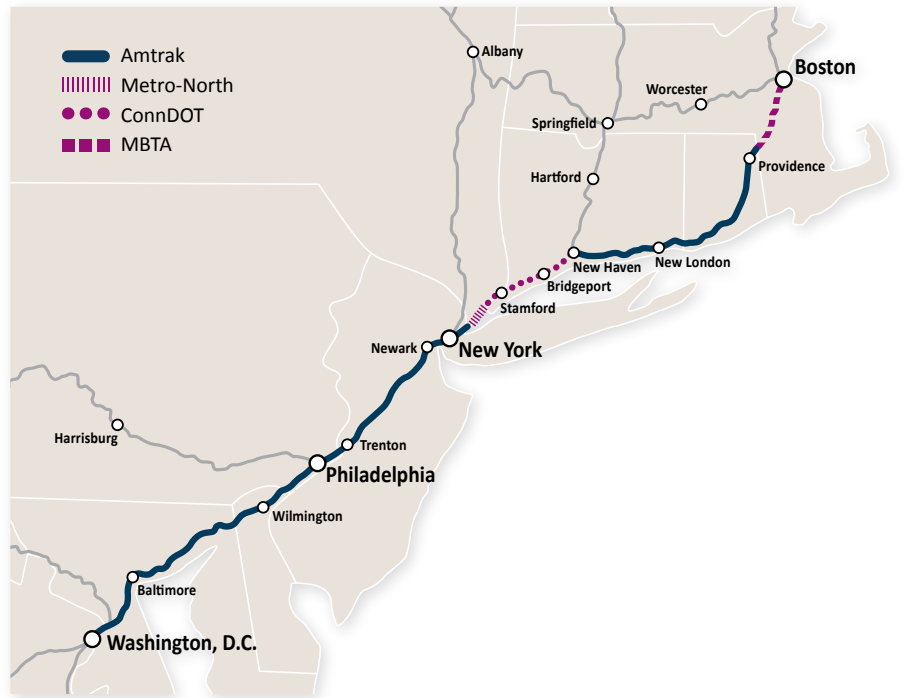 Amtrak
Metro-North
ConnDOT
MBTA
Albany
Boston
Worcester
Springfield
Providence
Hartford
New Haven
New London
Bridgeport
Stamford
Newark
New York
Harrisburg
Trenton
Philadelphia
Wilmington
Baltimore
Washington, D.C.